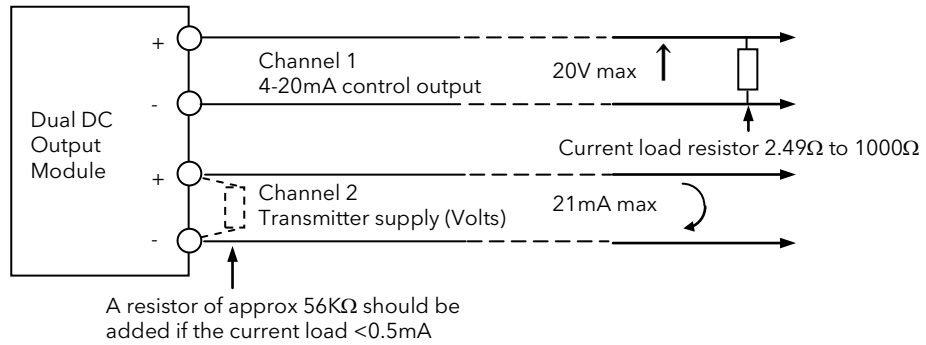 +
Channel 1
4-20mA control output
20V max
-
Dual DC
Output
Module
Current load resistor 2.49Ω to 1000Ω
+
Channel 2
Transmitter supply (Volts)
21mA max
-
A resistor of approx 56KΩ should be
added if the current load <0.5mA